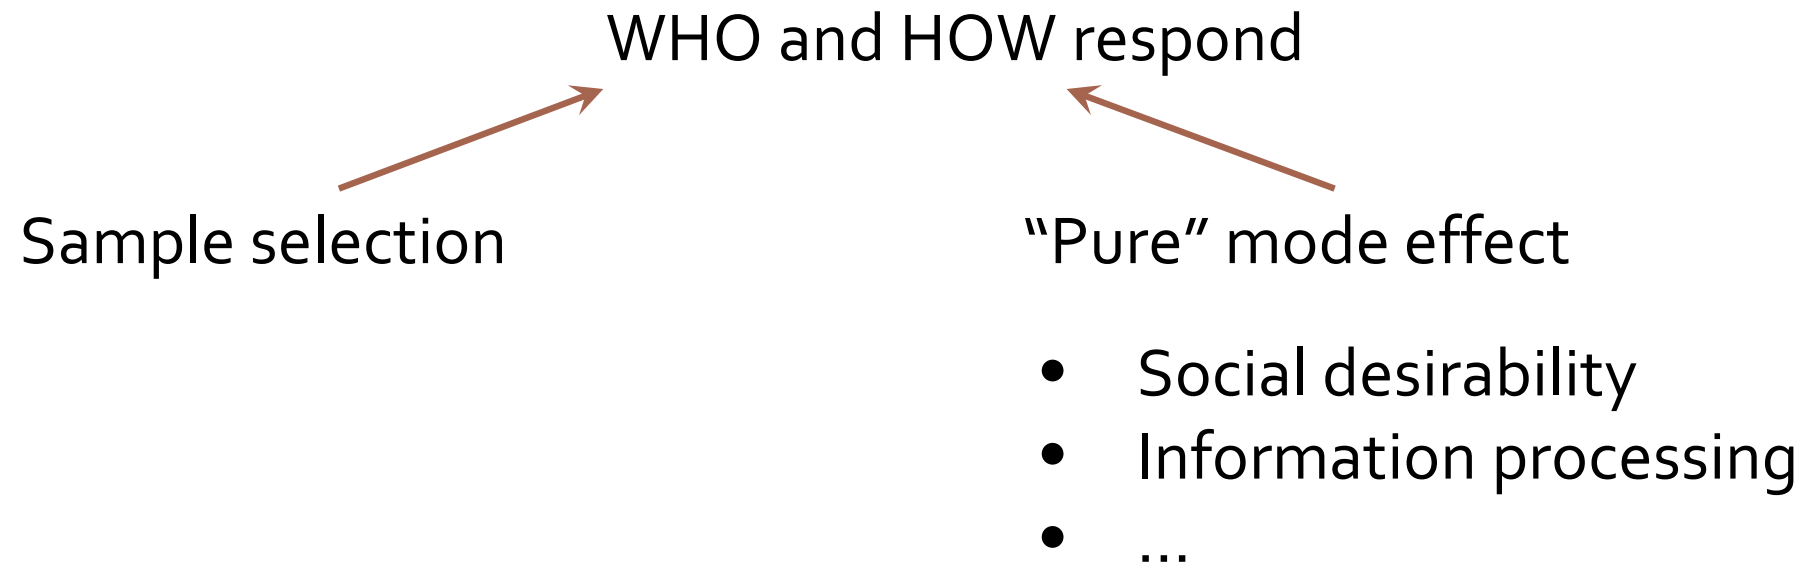 WHO and HOW respond
Sample selection
“Pure” mode effect
• Social desirability
• Information processing
• ...